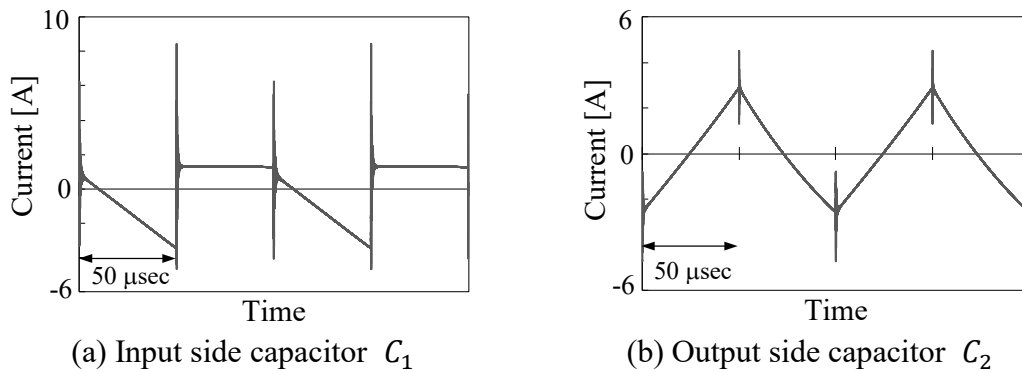 10
0
-6
Current [A]
50 μsec
Time
(a) Input side capacitor C₁
6
0
-6
Current [A]
50 μsec
Time
(b) Output side capacitor C₂